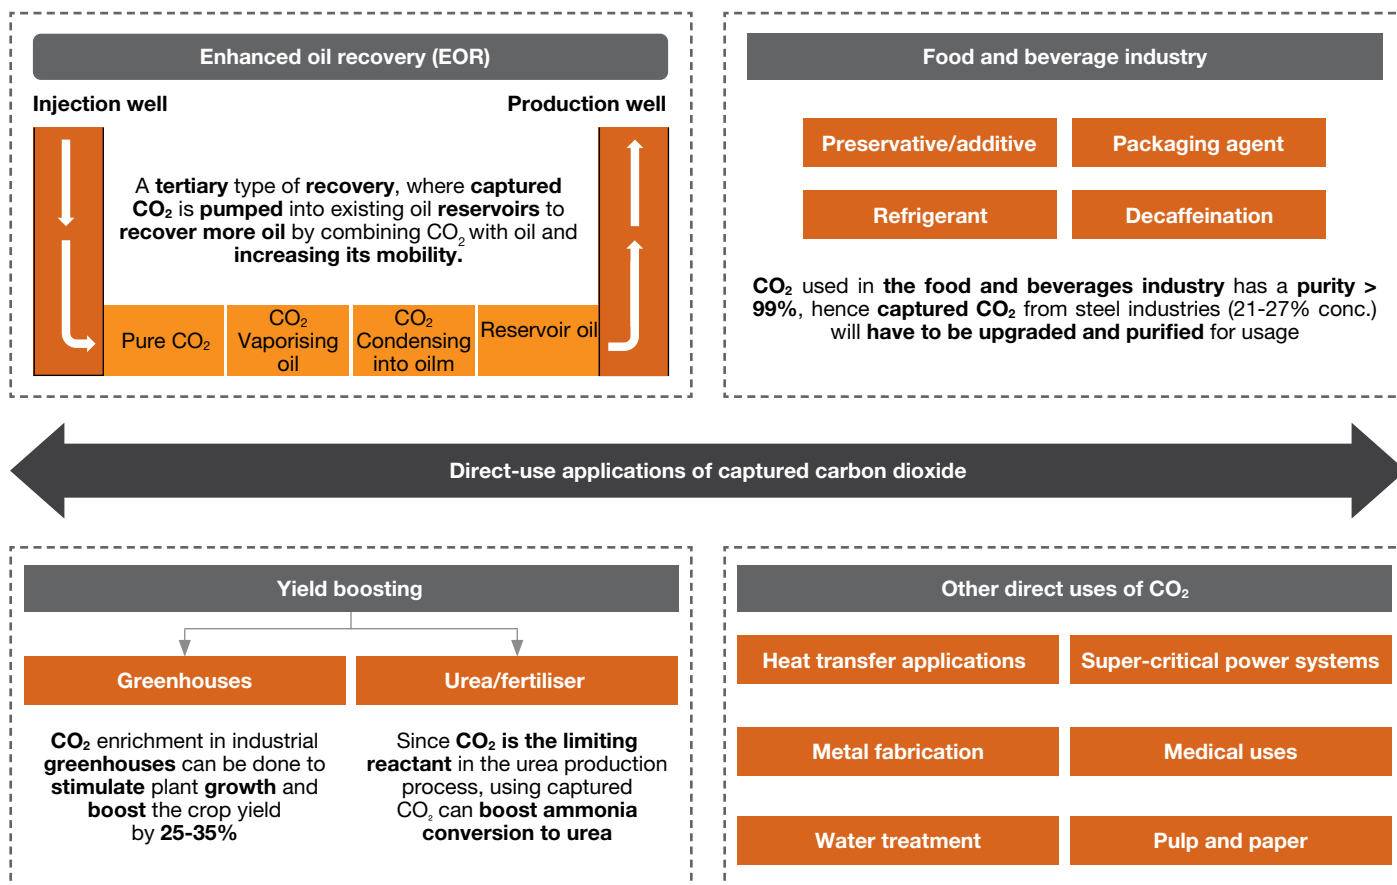 Enhanced oil recovery (EOR)
Injection well
Production well
A tertiary type of recovery, where captured
CO₂ is pumped into existing oil reservoirs to
recover more oil by combining CO₂ with oil and
increasing its mobility.
Pure CO₂
CO₂
Vaporising
oil
CO₂
Condensing
into oilm
Reservoir oil
Food and beverage industry
Preservative/additive
Packaging agent
Refrigerant
Decaffeination
CO₂ used in the food and beverages industry has a purity >
99%, hence captured CO₂ from steel industries (21-27% conc.)
will have to be upgraded and purified for usage
Direct-use applications of captured carbon dioxide
Yield boosting
Greenhouses
CO₂ enrichment in industrial
greenhouses can be done to
stimulate plant growth and
boost the crop yield
by 25-35%
Urea/fertiliser
Since CO₂ is the limiting
reactant in the urea production
process, using captured
CO₂ can boost ammonia
conversion to urea
Other direct uses of CO₂
Heat transfer applications
Super-critical power systems
Metal fabrication
Medical uses
Water treatment
Pulp and paper